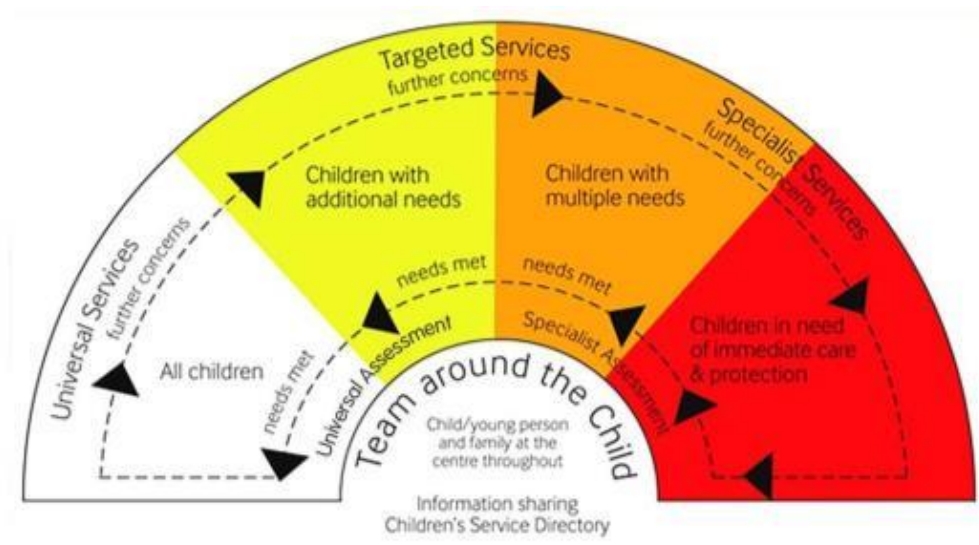 Targeted Services
further concerns
Specialist Services
further concerns
Universal Services
further concerns
Children with
additional needs
Children with
multiple needs
All children
Children in need
of immediate care
& protection
needs met
needs met
needs met
Universal Assessment
Specialist Assessment
Team around the Child
Child/young person
and family at the
centre throughout
Information sharing
Children's Service Directory